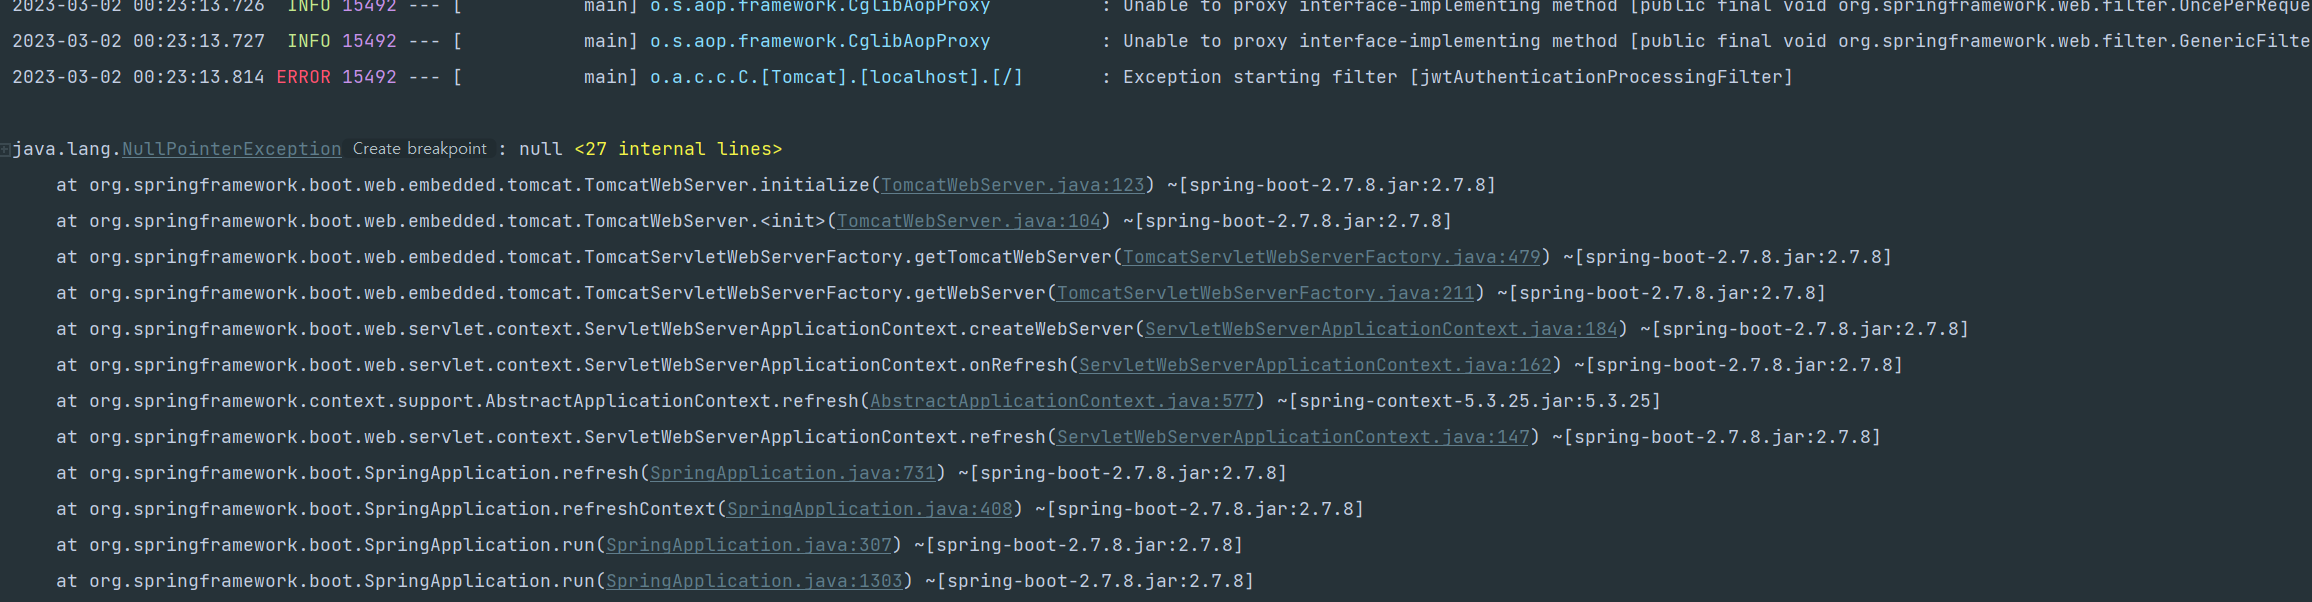 2023-03-02 00:23:13.726  INFO 15492 --- [           main] o.s.aop.framework.CglibAopProxy          : Unable to proxy interface-implementing method [public final void org.springframework.web.filter.OncePerReque
2023-03-02 00:23:13.727  INFO 15492 --- [           main] o.s.aop.framework.CglibAopProxy          : Unable to proxy interface-implementing method [public final void org.springframework.web.filter.GenericFilte
2023-03-02 00:23:13.814 ERROR 15492 --- [           main] o.a.c.c.C.[Tomcat].[localhost].[/]       : Exception starting filter [jwtAuthenticationProcessingFilter]
java.lang.NullPointerException Create breakpoint : null <27 internal lines>
    at org.springframework.boot.web.embedded.tomcat.TomcatWebServer.initialize(TomcatWebServer.java:123) ~[spring-boot-2.7.8.jar:2.7.8]
    at org.springframework.boot.web.embedded.tomcat.TomcatWebServer.<init>(TomcatWebServer.java:104) ~[spring-boot-2.7.8.jar:2.7.8]
    at org.springframework.boot.web.embedded.tomcat.TomcatServletWebServerFactory.getTomcatWebServer(TomcatServletWebServerFactory.java:479) ~[spring-boot-2.7.8.jar:2.7.8]
    at org.springframework.boot.web.embedded.tomcat.TomcatServletWebServerFactory.getWebServer(TomcatServletWebServerFactory.java:211) ~[spring-boot-2.7.8.jar:2.7.8]
    at org.springframework.boot.web.servlet.context.ServletWebServerApplicationContext.createWebServer(ServletWebServerApplicationContext.java:184) ~[spring-boot-2.7.8.jar:2.7.8]
    at org.springframework.boot.web.servlet.context.ServletWebServerApplicationContext.onRefresh(ServletWebServerApplicationContext.java:162) ~[spring-boot-2.7.8.jar:2.7.8]
    at org.springframework.context.support.AbstractApplicationContext.refresh(AbstractApplicationContext.java:577) ~[spring-context-5.3.25.jar:5.3.25]
    at org.springframework.boot.web.servlet.context.ServletWebServerApplicationContext.refresh(ServletWebServerApplicationContext.java:147) ~[spring-boot-2.7.8.jar:2.7.8]
    at org.springframework.boot.SpringApplication.refresh(SpringApplication.java:731) ~[spring-boot-2.7.8.jar:2.7.8]
    at org.springframework.boot.SpringApplication.refreshContext(SpringApplication.java:408) ~[spring-boot-2.7.8.jar:2.7.8]
    at org.springframework.boot.SpringApplication.run(SpringApplication.java:307) ~[spring-boot-2.7.8.jar:2.7.8]
    at org.springframework.boot.SpringApplication.run(SpringApplication.java:1303) ~[spring-boot-2.7.8.jar:2.7.8]